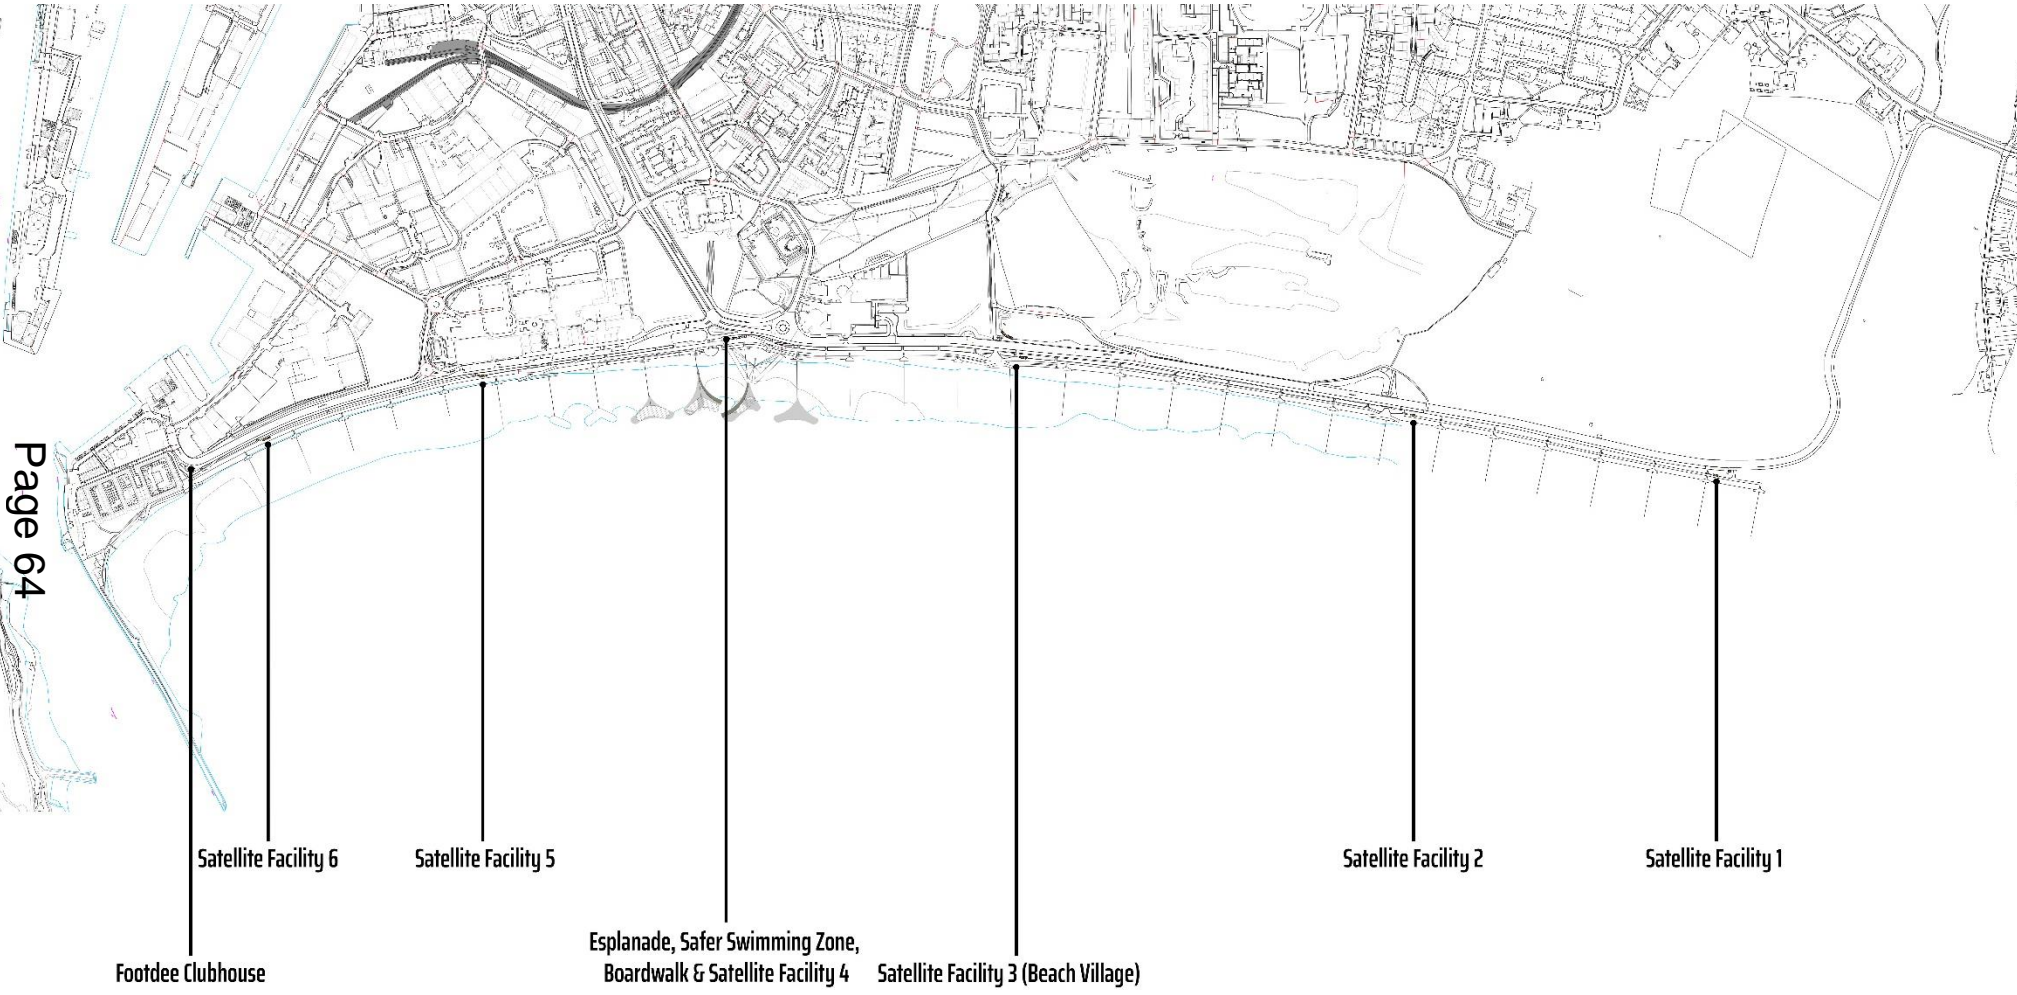 Page 64
Satellite Facility 6
Satellite Facility 5
Satellite Facility 2
Satellite Facility 1
Esplanade, Safer Swimming Zone,
Boardwalk & Satellite Facility 4
Footdee Clubhouse
Satellite Facility 3 (Beach Village)